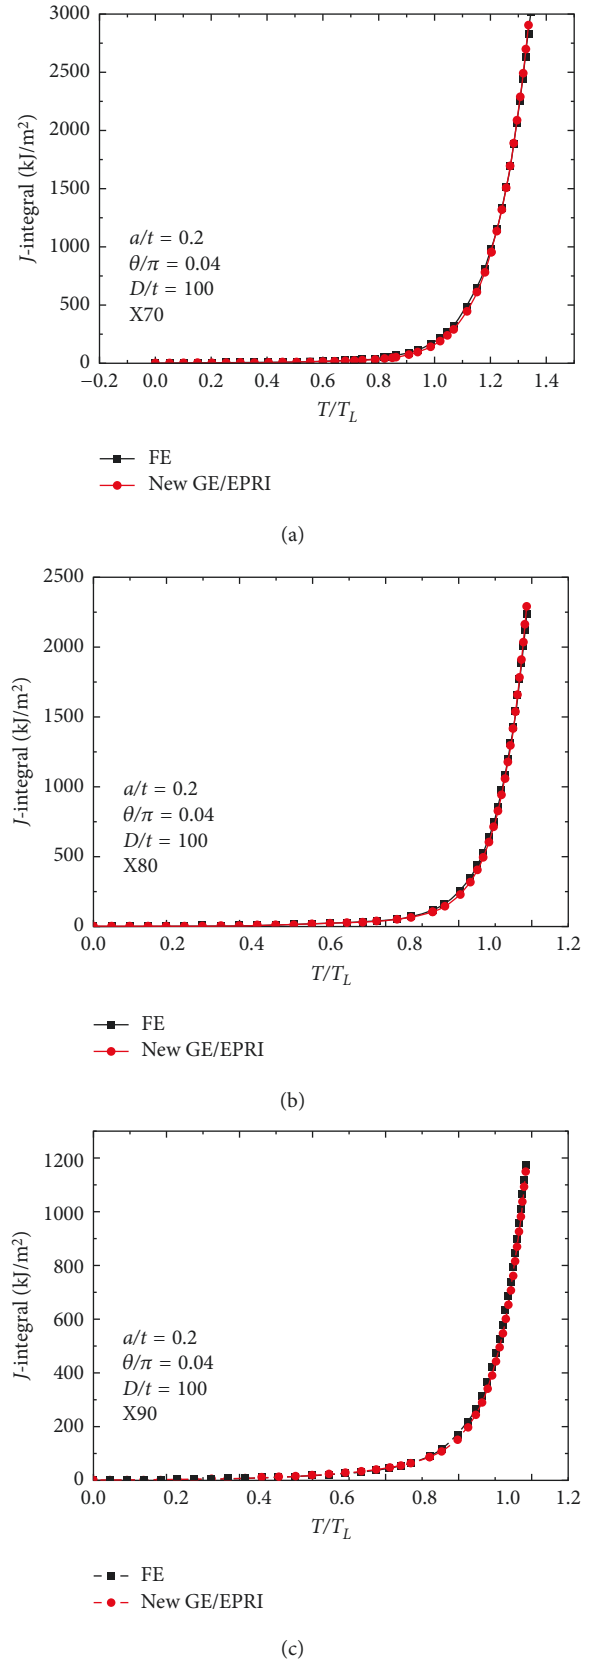 3000
2500
2000
1500
1000
500
0
J-integral (kJ/m²)
a/t = 0.2
θ/π = 0.04
D/t = 100
X70
−0.2 0.0 0.2 0.4 0.6 0.8 1.0 1.2 1.4
T/T_L
FE
New GE/EPRI
(a)
2500
2000
1500
1000
500
0
J-integral (kJ/m²)
a/t = 0.2
θ/π = 0.04
D/t = 100
X80
0.0 0.2 0.4 0.6 0.8 1.0 1.2
T/T_L
FE
New GE/EPRI
(b)
1200
1000
800
600
400
200
0
J-integral (kJ/m²)
a/t = 0.2
θ/π = 0.04
D/t = 100
X90
0.0 0.2 0.4 0.6 0.8 1.0 1.2
T/T_L
FE
New GE/EPRI
(c)